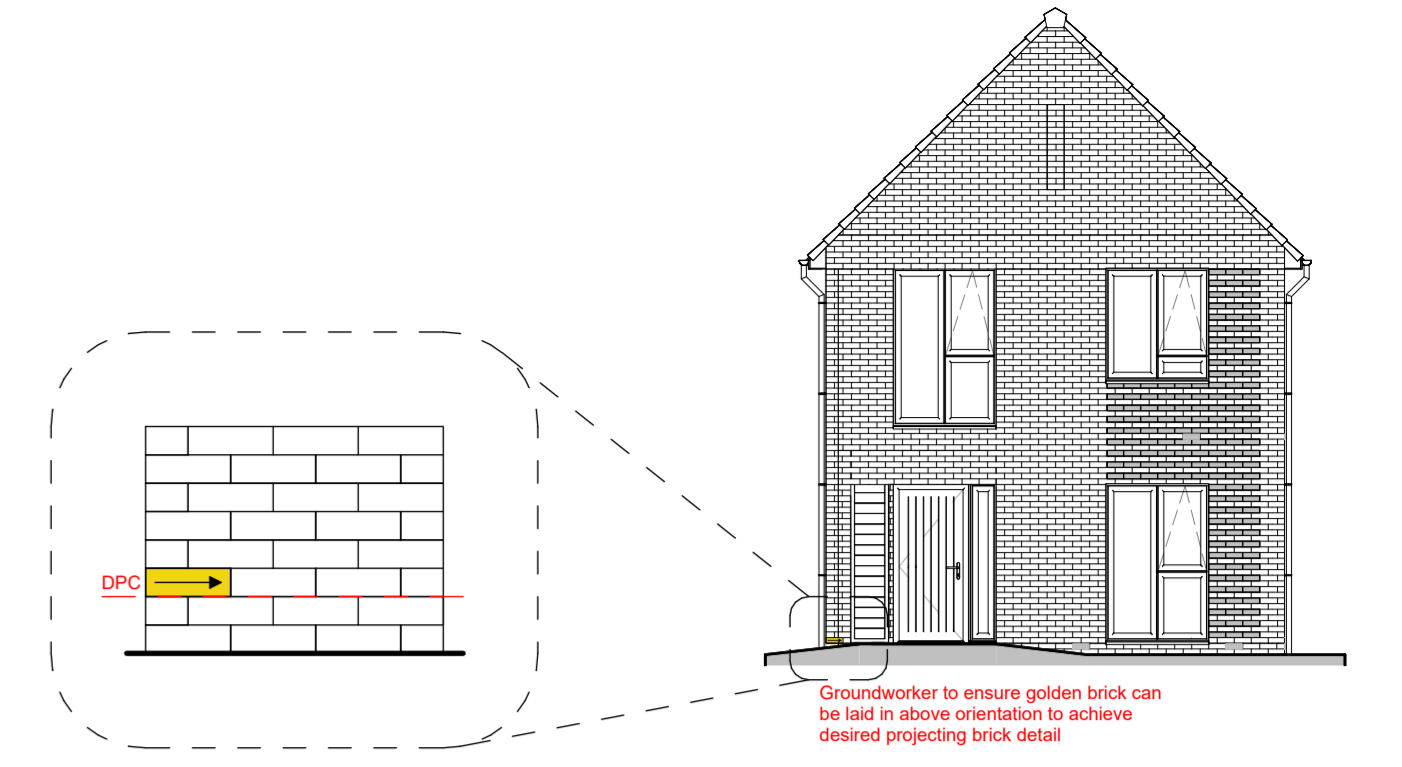 DPC
Groundworker to ensure golden brick can
be laid in above orientation to achieve
desired projecting brick detail